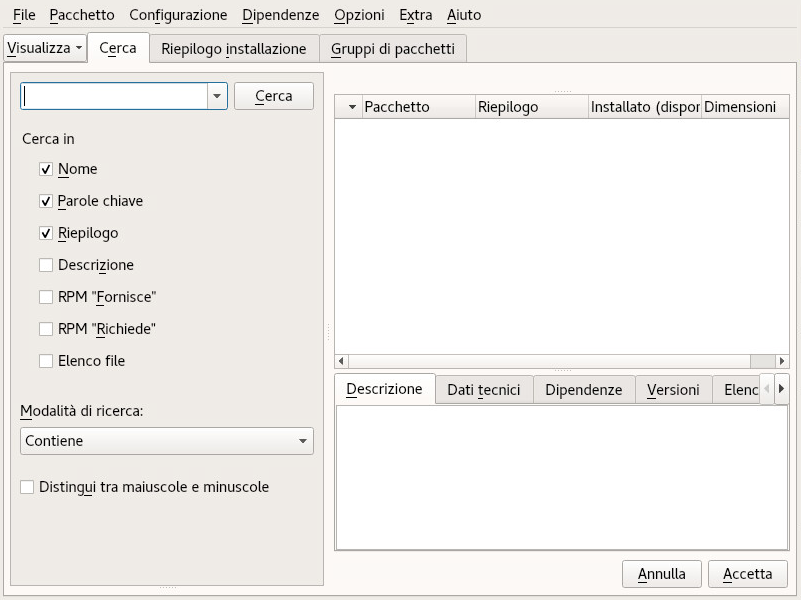 File Pacchetto Configurazione Dipendenze Opzioni Extra Aiuto
Visualizza Cerca Riepilogo installazione Gruppi di pacchetti
Cerca
Cerca in
Nome
Parole chiave
Riepilogo
Descrizione
RPM "Fornisce"
RPM "Richiede"
Elenco file
Modalità di ricerca:
Contiene
Distingui tra maiuscole e minuscole
Pacchetto Riepilogo Installato (dispor Dimensioni
Descrizione Dati tecnici Dipendenze Versioni Elenc
Annulla Accetta